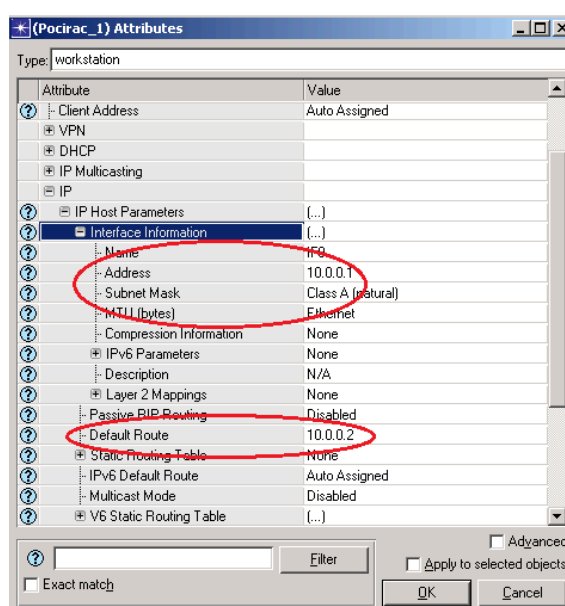 (Pocirac_1) Attributes
Type: workstation
Attribute Value
Client Address Auto Assigned
VPN
DHCP
IP Multicasting
IP
IP Host Parameters (...)
Interface Information (...)
Name IF0
Address 10.0.0.1
Subnet Mask Class A (natural)
MTU (bytes) Ethernet
Compression Information None
IPv6 Parameters None
Description N/A
Layer 2 Mappings None
Passive RIP Routing Disabled
Default Route 10.0.0.2
Static Routing Table None
IPv6 Default Route Auto Assigned
Multicast Mode Disabled
V6 Static Routing Table (...)
Advanced
Filter
Apply to selected objects
Exact match
OK Cancel